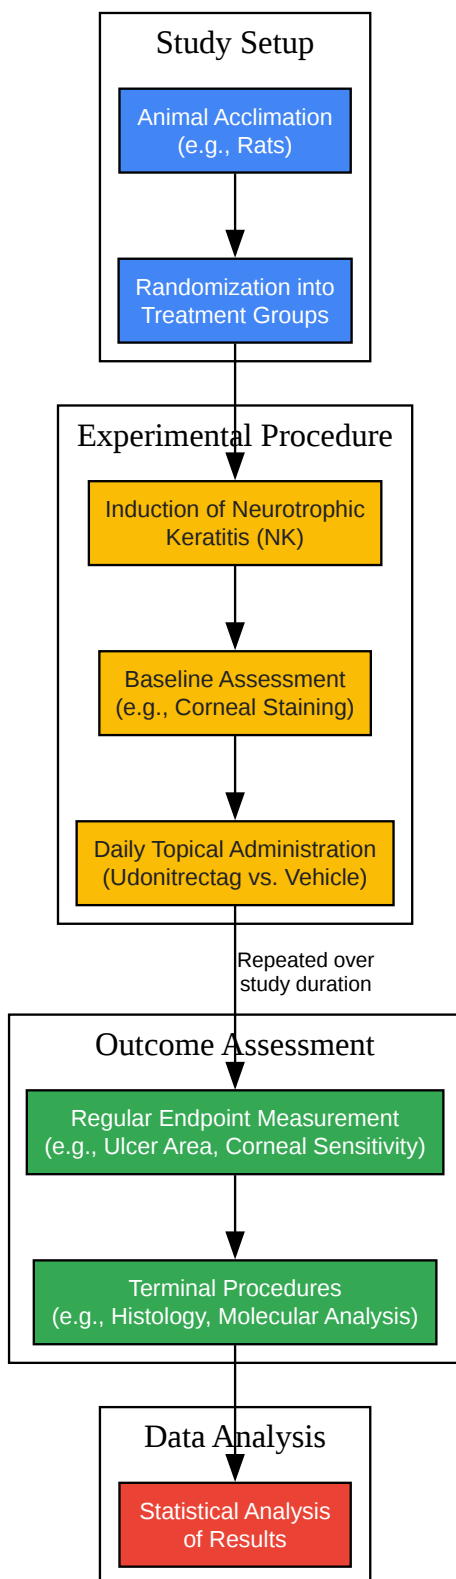 Study Setup
Animal Acclimation
(e.g., Rats)
Randomization into
Treatment Groups
Experimental Procedure
Induction of Neurotrophic
Keratitis (NK)
Baseline Assessment
(e.g., Corneal Staining)
Daily Topical Administration
(Udonitrectag vs. Vehicle)
Repeated over
study duration
Outcome Assessment
Regular Endpoint Measurement
(e.g., Ulcer Area, Corneal Sensitivity)
Terminal Procedures
(e.g., Histology, Molecular Analysis)
Data Analysis
Statistical Analysis
of Results